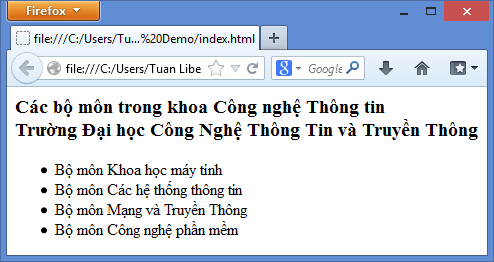 Firefox
file:///C:/Users/Tu...%20Demo/index.html
file:///C:/Users/Tuan Libe
Google
Các bộ môn trong khoa Công nghệ Thông tin
Trường Đại học Công Nghệ Thông Tin và Truyền Thông
Bộ môn Khoa học máy tính
Bộ môn Các hệ thống thông tin
Bộ môn Mạng và Truyền Thông
Bộ môn Công nghệ phần mềm